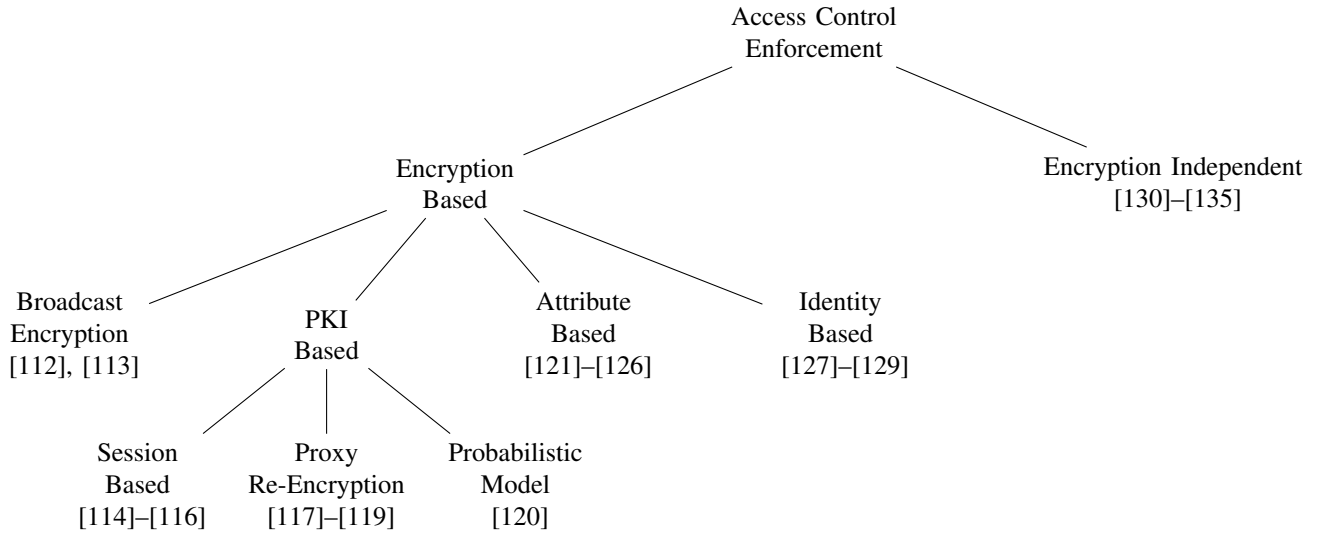 Access Control
Enforcement
Encryption
Based
Encryption Independent
[130]–[135]
Broadcast
Encryption
[112], [113]
PKI
Based
Attribute
Based
[121]–[126]
Identity
Based
[127]–[129]
Session
Based
[114]–[116]
Proxy
Re-Encryption
[117]–[119]
Probabilistic
Model
[120]